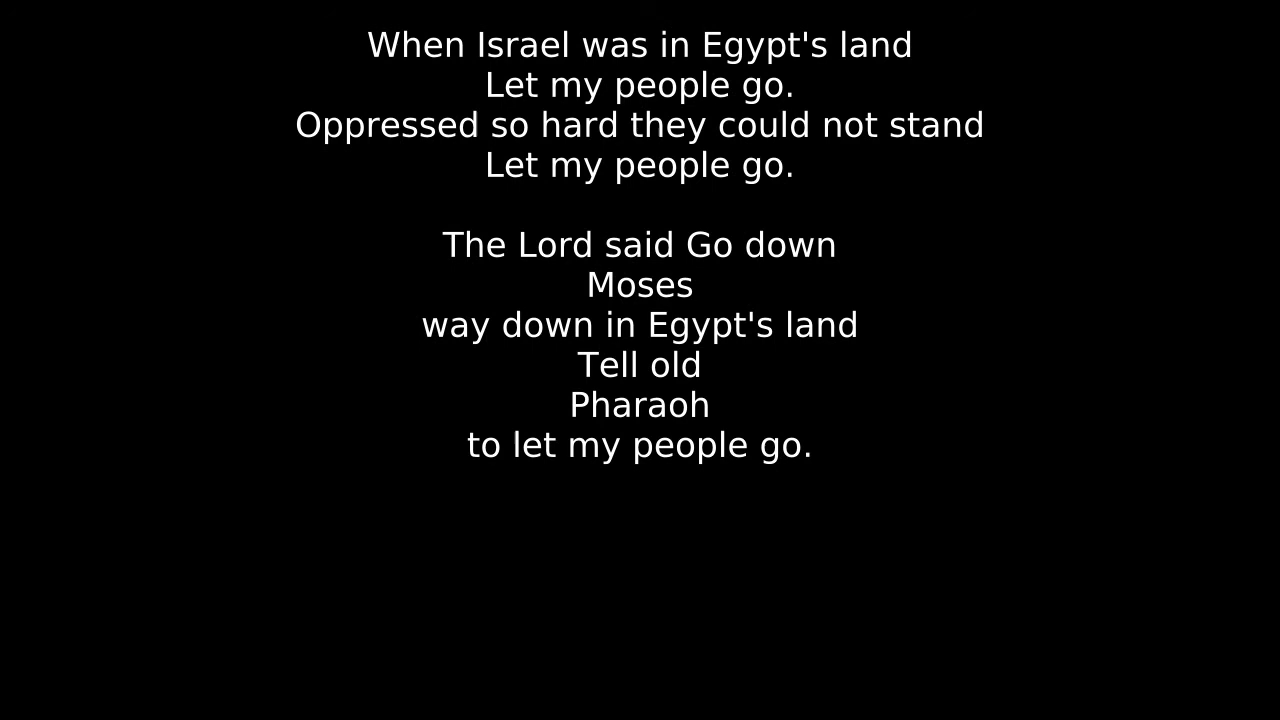 When Israel was in Egypt's land
Let my people go.
Oppressed so hard they could not stand
Let my people go.

The Lord said Go down
Moses
way down in Egypt's land
Tell old
Pharaoh
to let my people go.